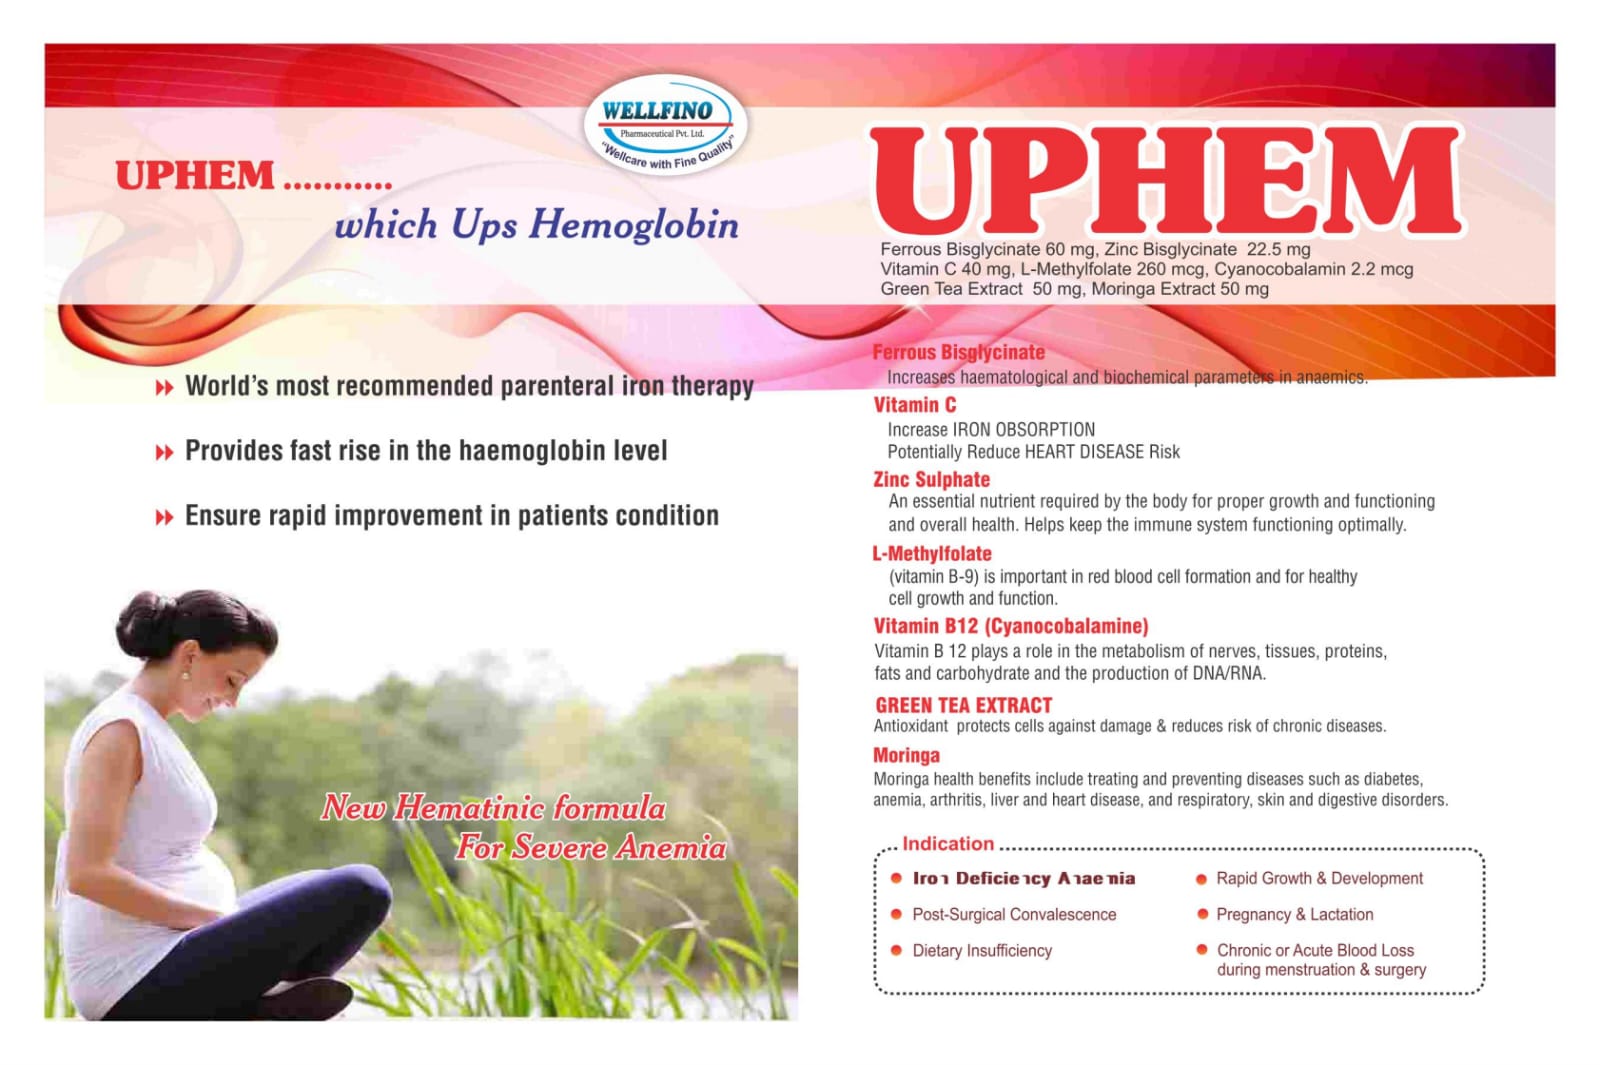 WELLFINO
Pharmaceutical Pvt. Ltd.
"Wellcare with Fine Quality"
UPHEM ...........
which Ups Hemoglobin
World's most recommended parenteral iron therapy
Provides fast rise in the haemoglobin level
Ensure rapid improvement in patients condition
New Hematinic formula
For Severe Anemia
UPHEM
Ferrous Bisglycinate 60 mg, Zinc Bisglycinate 22.5 mg
Vitamin C 40 mg, L-Methylfolate 260 mcg, Cyanocobalamin 2.2 mcg
Green Tea Extract 50 mg, Moringa Extract 50 mg
Ferrous Bisglycinate
Increases haematological and biochemical parameters in anaemics.
Vitamin C
Increase IRON OBSORPTION
Potentially Reduce HEART DISEASE Risk
Zinc Sulphate
An essential nutrient required by the body for proper growth and functioning
and overall health. Helps keep the immune system functioning optimally.
L-Methylfolate
(vitamin B-9) is important in red blood cell formation and for healthy
cell growth and function.
Vitamin B12 (Cyanocobalamine)
Vitamin B 12 plays a role in the metabolism of nerves, tissues, proteins,
fats and carbohydrate and the production of DNA/RNA.
GREEN TEA EXTRACT
Antioxidant protects cells against damage & reduces risk of chronic diseases.
Moringa
Moringa health benefits include treating and preventing diseases such as diabetes,
anemia, arthritis, liver and heart disease, and respiratory, skin and digestive disorders.
Indication
Iron Deficiency Anaemia
Post-Surgical Convalescence
Dietary Insufficiency
Rapid Growth & Development
Pregnancy & Lactation
Chronic or Acute Blood Loss
during menstruation & surgery